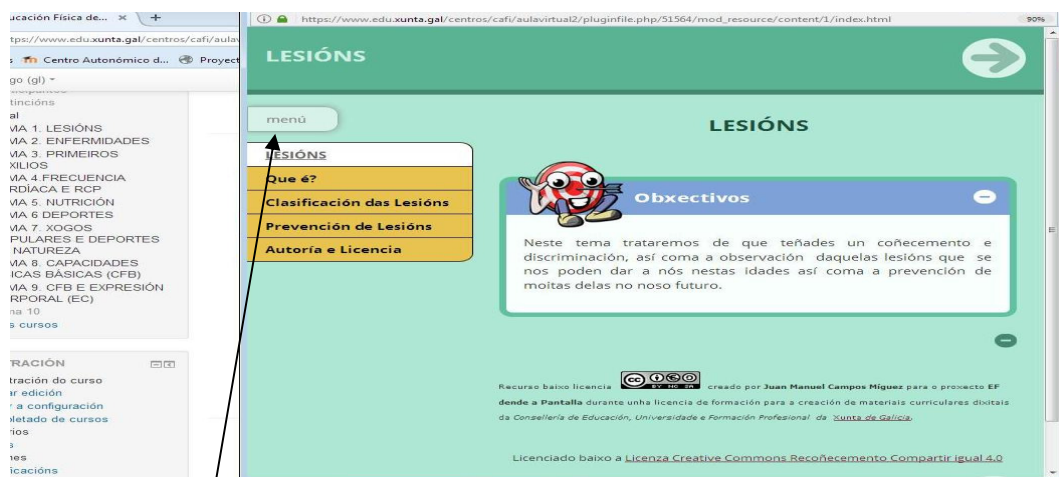 ucación Física de... × +
tps://www.edu.xunta.gal/centros/cafi/aula
s Centro Autonómico d... Proyect
go (gl)
tincións
al
MA 1. LESIÓNS
MA 2. ENFERMIDADES
MA 3. PRIMEIROS
XILIOS
MA 4.FRECUENCIA
RDÍACA E RCP
MA 5. NUTRICIÓN
MA 6 DEPORTES
MA 7. XOGOS
PULARES E DEPORTES
NATUREZA
MA 8. CAPACIDADES
ICAS BÁSICAS (CFB)
MA 9. CFB E EXPRESIÓN
RPORAL (EC)
na 10
s cursos
TRACIÓN
tración do curso
ar edición
r a configuración
pletado de cursos
rios
s
nes
icacións
https://www.edu.xunta.gal/centros/cafi/aulavirtual2/pluginfile.php/51564/mod_resource/content/1/index.html 90%
LESIÓNS
menú
LESIÓNS
Que é?
Clasificación das Lesións
Prevención de Lesións
Autoría e Licencia
LESIÓNS
Obxectivos
Neste tema trataremos de que teñades un coñecemento e
discriminación, así coma a observación daquelas lesións que se
nos poden dar a nós nestas idades así coma a prevención de
moitas delas no noso futuro.
Recurso baixo licencia cc BY NC SA creado por Juan Manuel Campos Míguez para o proxecto EF
dende a Pantalla durante unha licencia de formación para a creación de materiais curriculares dixitais
da Consellería de Educación, Universidade e Formación Profesional da Xunta de Galicia.
Licenciado baixo a Licenza Creative Commons Recoñecemento Compartir igual 4.0